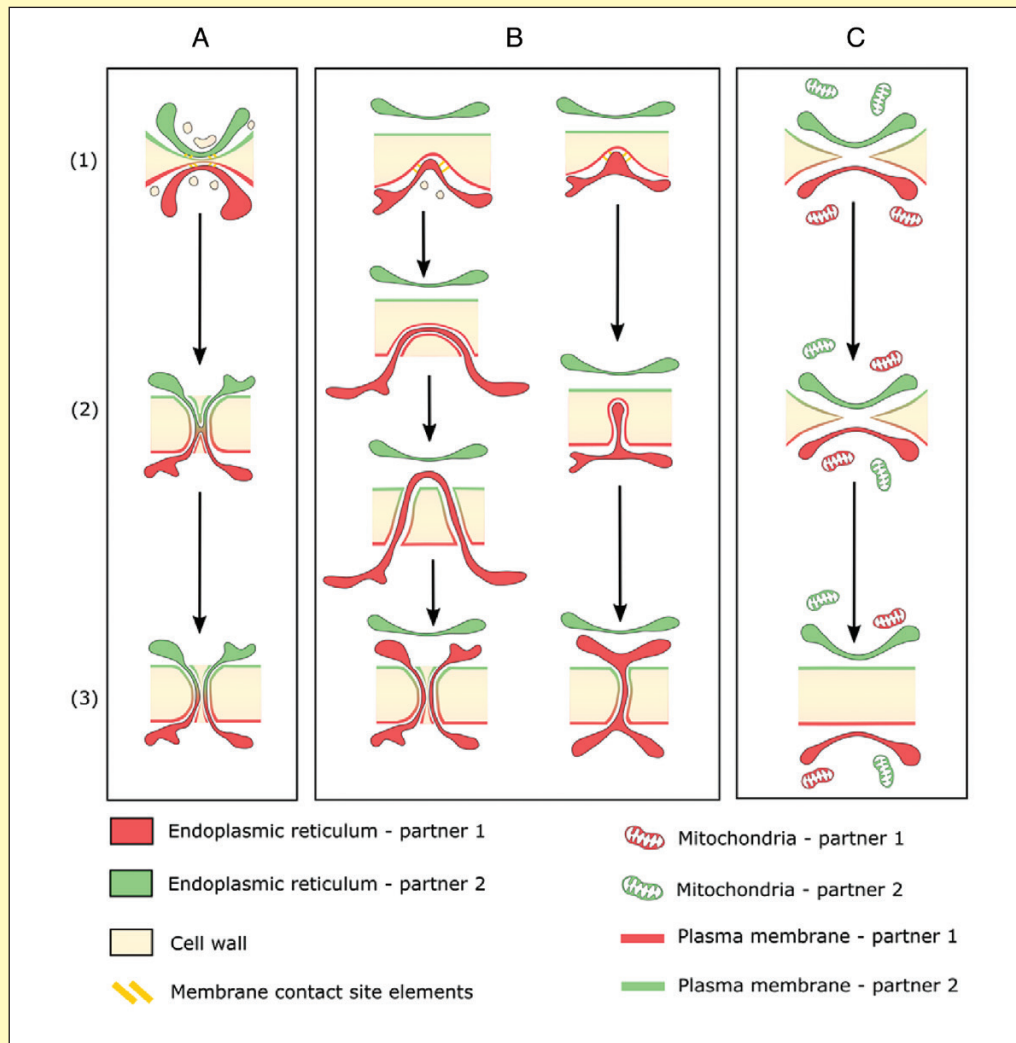 A
B
C
(1)
(2)
(3)
Endoplasmic reticulum - partner 1
Endoplasmic reticulum - partner 2
Cell wall
Membrane contact site elements
Mitochondria - partner 1
Mitochondria - partner 2
Plasma membrane - partner 1
Plasma membrane - partner 2